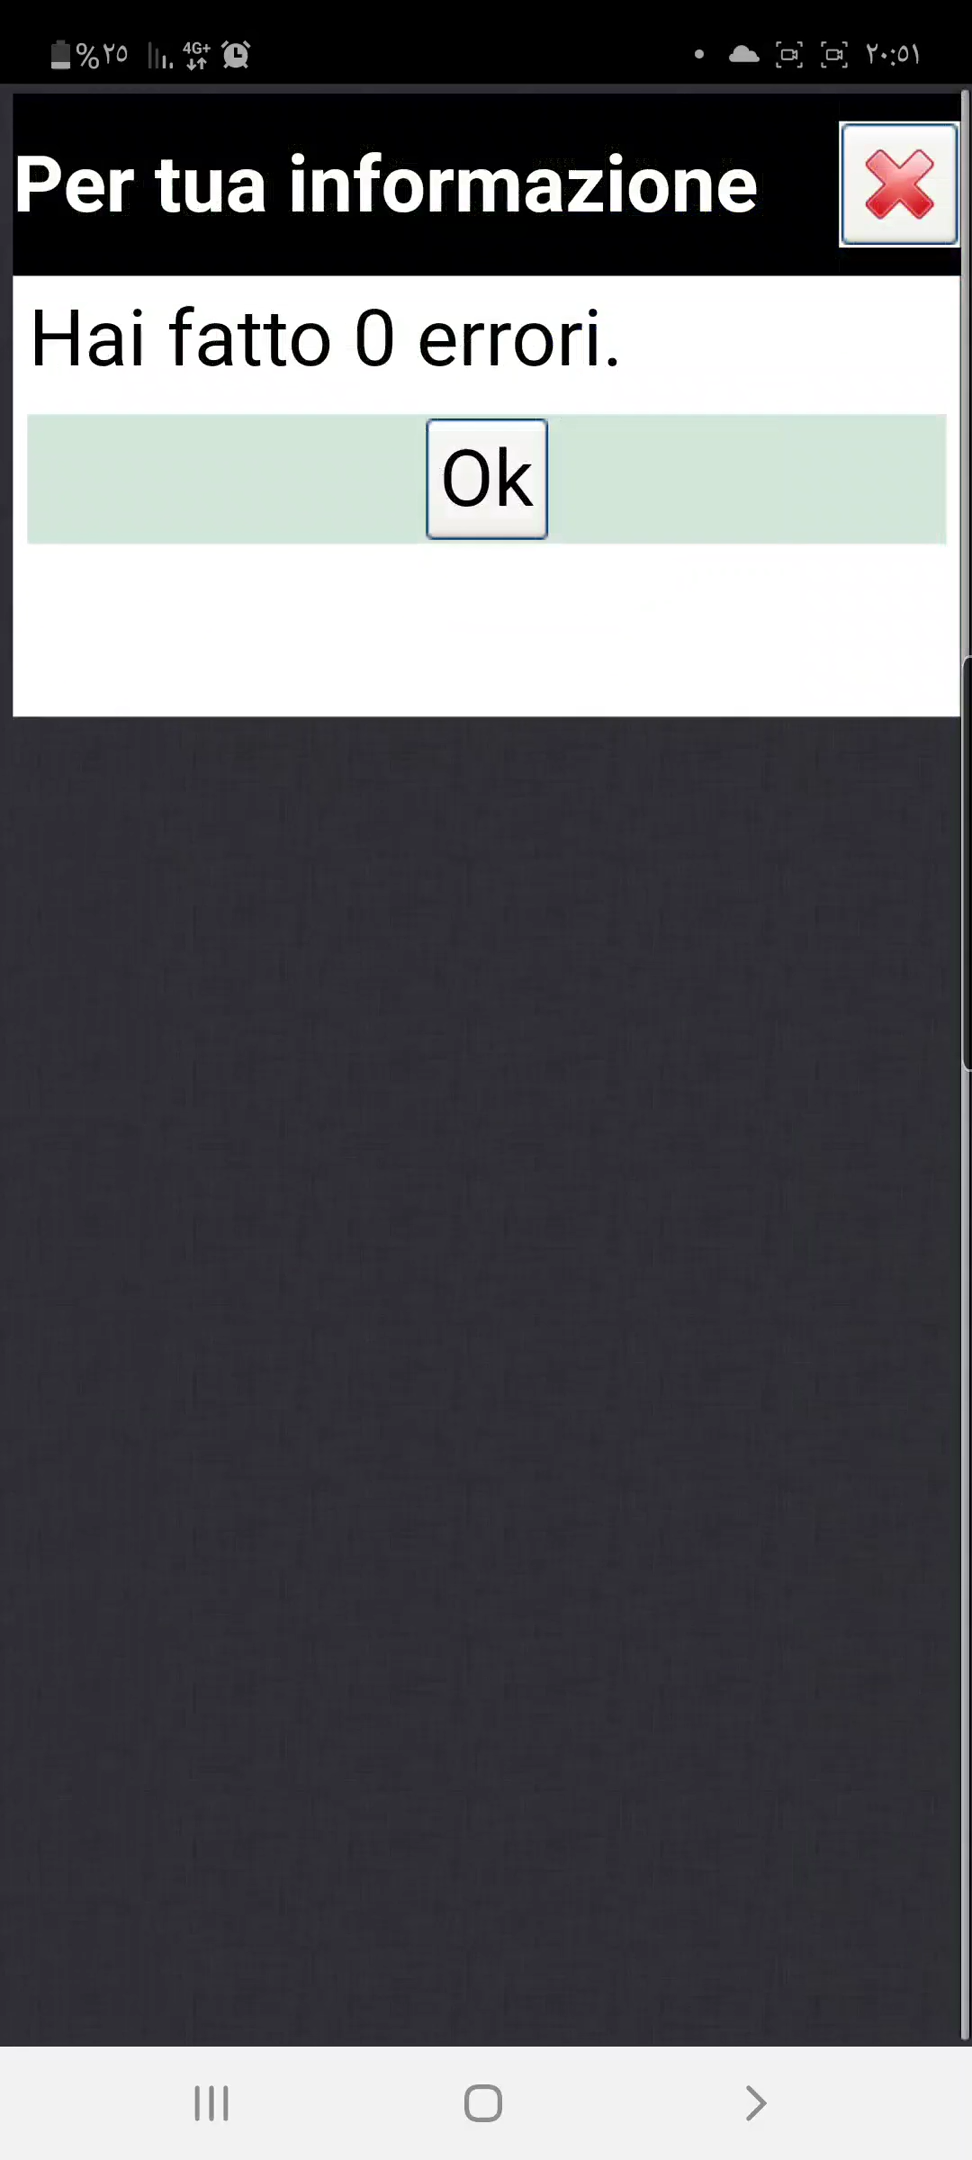 %٢٥ 4G+ ٢٠:٥١
Per tua informazione
Hai fatto 0 errori.
Ok